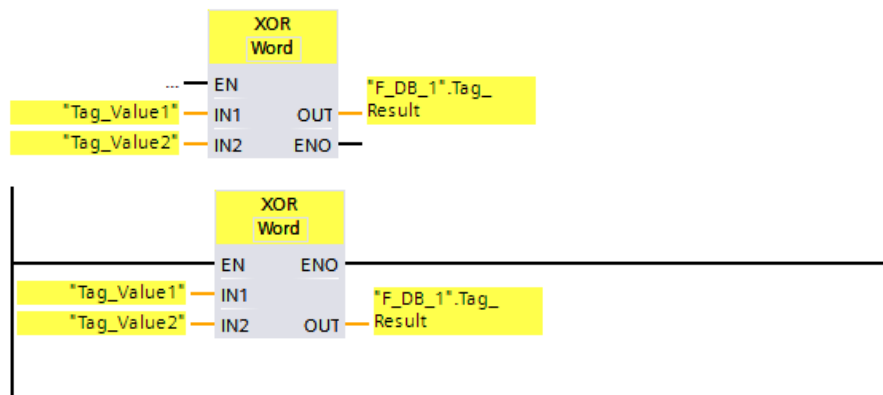 XOR
Word
... EN
"Tag_Value1" IN1 OUT "F_DB_1".Tag_
Result
"Tag_Value2" IN2 ENO
XOR
Word
EN ENO
"Tag_Value1" IN1 "F_DB_1".Tag_
Result
"Tag_Value2" IN2 OUT